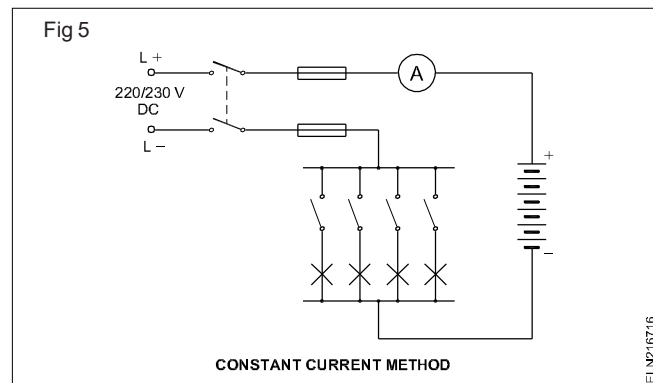 Fig 5
L +
220/230 V
DC
L −
A
+
−
CONSTANT CURRENT METHOD
ELN216716